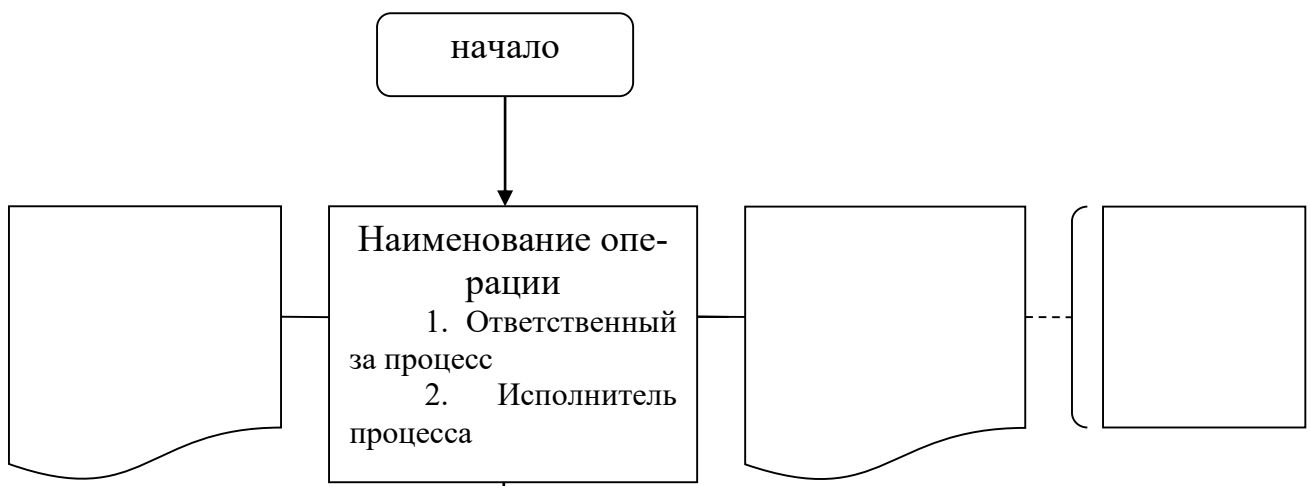 начало
Наименование опе-
рации
1. Ответственный
за процесс
2. Исполнитель
процесса